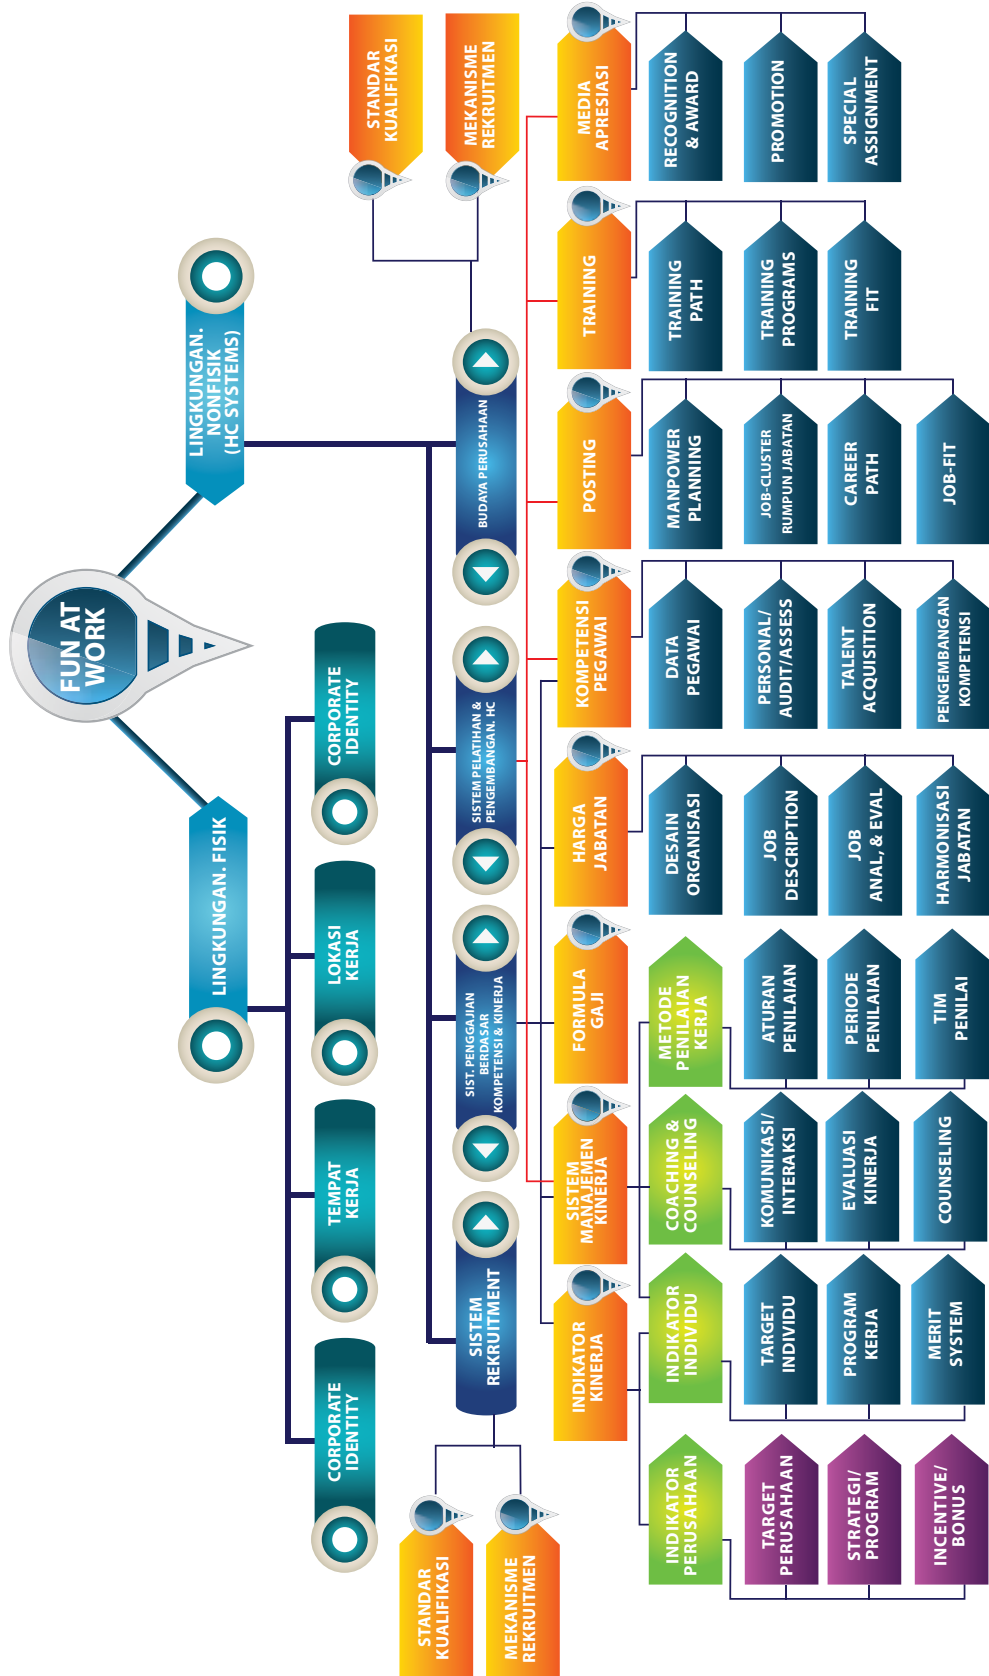 FUN AT
WORK
LINGKUNGAN. FISIK
LINGKUNGAN.
NONFISIK
(HC SYSTEMS)
CORPORATE
IDENTITY
TEMPAT
KERJA
LOKASI
KERJA
CORPORATE
IDENTITY
SISTEM
REKRUITMENT
SIST. PENGGAJIAN
BERDASAR
KOMPETENSI & KINERJA
SISTEM PELATIHAN &
PENGEMBANGAN. HC
BUDAYA PERUSAHAAN
STANDAR
KUALIFIKASI
MEKANISME
REKRUITMEN
STANDAR
KUALIFIKASI
MEKANISME
REKRUITMEN
INDIKATOR
KINERJA
SISTEM
MANAJEMEN
KINERJA
FORMULA
GAJI
HARGA
JABATAN
KOMPETENSI
PEGAWAI
POSTING
TRAINING
MEDIA
APRESIASI
INDIKATOR
PERUSAHAAN
TARGET
PERUSAHAAN
STRATEGI/
PROGRAM
INCENTIVE/
BONUS
INDIKATOR
INDIVIDU
TARGET
INDIVIDU
PROGRAM
KERJA
MERIT
SYSTEM
COACHING &
COUNSELING
KOMUNIKASI/
INTERAKSI
EVALUASI
KINERJA
COUNSELING
METODE
PENILAIAN
KERJA
ATURAN
PENILAIAN
PERIODE
PENILAIAN
TIM
PENILAI
DESAIN
ORGANISASI
JOB
DESCRIPTION
JOB
ANAL, & EVAL
HARMONISASI
JABATAN
DATA
PEGAWAI
PERSONAL/
AUDIT/ASSESS
TALENT
ACQUISITION
PENGEMBANGAN
KOMPETENSI
MANPOWER
PLANNING
JOB-CLUSTER
RUMPUN JABATAN
CAREER
PATH
JOB-FIT
TRAINING
PATH
TRAINING
PROGRAMS
TRAINING
FIT
RECOGNITION
& AWARD
PROMOTION
SPECIAL
ASSIGNMENT